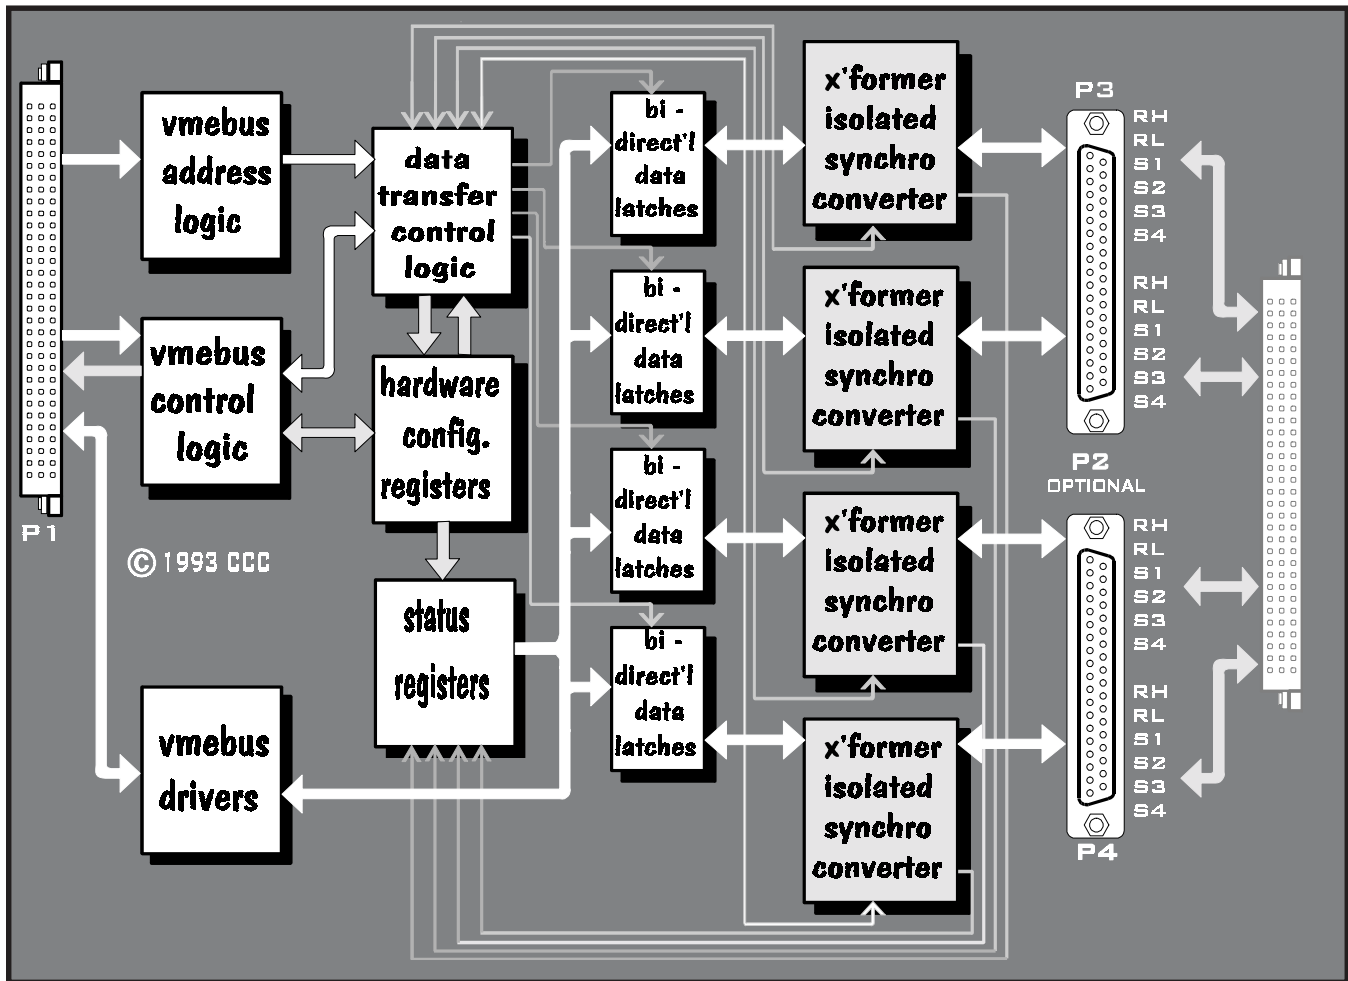 vmebus
address
logic
vmebus
control
logic
P1
© 1993 CCC
vmebus
drivers
data
transfer
control
logic
hardware
config.
registers
status
registers
bi -
direct'l
data
latches
bi -
direct'l
data
latches
bi -
direct'l
data
latches
bi -
direct'l
data
latches
x'former
isolated
synchro
converter
x'former
isolated
synchro
converter
x'former
isolated
synchro
converter
x'former
isolated
synchro
converter
P3
RH
RL
S1
S2
S3
S4
RH
RL
S1
S2
S3
S4
P2
OPTIONAL
RH
RL
S1
S2
S3
S4
RH
RL
S1
S2
S3
S4
P4